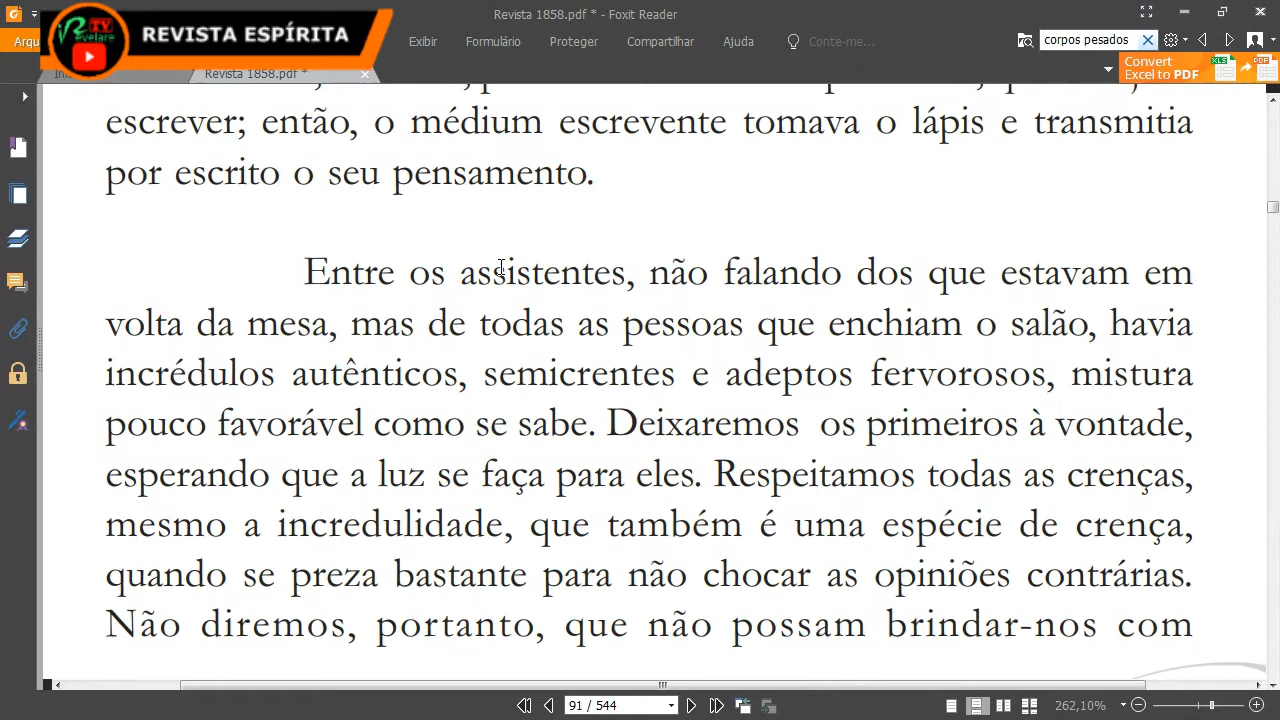 Revista 1858.pdf * - Foxit Reader
Arqu
TV
Revelare
REVISTA ESPÍRITA
Exibir
Formulário
Proteger
Compartilhar
Ajuda
Conte-me...
corpos pesados
Revista 1858.pdf *
Convert
Excel to PDF
XLS
PDF
escrever; então, o médium escrevente tomava o lápis e transmitia
por escrito o seu pensamento.
Entre os assistentes, não falando dos que estavam em
volta da mesa, mas de todas as pessoas que enchiam o salão, havia
incrédulos autênticos, semicrentes e adeptos fervorosos, mistura
pouco favorável como se sabe. Deixaremos os primeiros à vontade,
esperando que a luz se faça para eles. Respeitamos todas as crenças,
mesmo a incredulidade, que também é uma espécie de crença,
quando se preza bastante para não chocar as opiniões contrárias.
Não diremos, portanto, que não possam brindar-nos com
91 / 544
262,10%